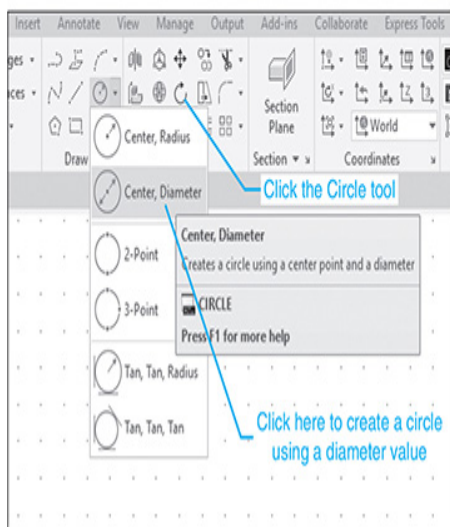 Insert Annotate View Manage Output Add-ins Collaborate Express Tools
ges
ces
Section
Plane
World
Draw
Section
Coordinates
Center, Radius
Click the Circle tool
Center, Diameter
Center, Diameter
Creates a circle using a center point and a diameter
2-Point
3-Point
CIRCLE
Press F1 for more help
Tan, Tan, Radius
Tan, Tan, Tan
Click here to create a circle
using a diameter value